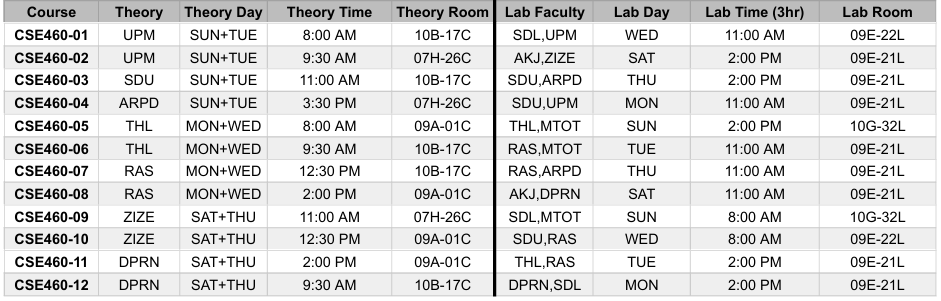 Course Theory Theory Day Theory Time Theory Room Lab Faculty Lab Day Lab Time (3hr) Lab Room
CSE460-01 UPM SUN+TUE 8:00 AM 10B-17C SDL,UPM WED 11:00 AM 09E-22L
CSE460-02 UPM SUN+TUE 9:30 AM 07H-26C AKJ,ZIZE SAT 2:00 PM 09E-21L
CSE460-03 SDU SUN+TUE 11:00 AM 10B-17C SDU,ARPD THU 2:00 PM 09E-21L
CSE460-04 ARPD SUN+TUE 3:30 PM 07H-26C SDU,UPM MON 11:00 AM 09E-21L
CSE460-05 THL MON+WED 8:00 AM 09A-01C THL,MTOT SUN 2:00 PM 10G-32L
CSE460-06 THL MON+WED 9:30 AM 10B-17C RAS,MTOT TUE 11:00 AM 09E-21L
CSE460-07 RAS MON+WED 12:30 PM 10B-17C RAS,ARPD THU 11:00 AM 09E-21L
CSE460-08 RAS MON+WED 2:00 PM 09A-01C AKJ,DPRN SAT 11:00 AM 09E-21L
CSE460-09 ZIZE SAT+THU 11:00 AM 07H-26C SDL,MTOT SUN 8:00 AM 10G-32L
CSE460-10 ZIZE SAT+THU 12:30 PM 09A-01C SDU,RAS WED 8:00 AM 09E-22L
CSE460-11 DPRN SAT+THU 2:00 PM 09A-01C THL,RAS TUE 2:00 PM 09E-21L
CSE460-12 DPRN SAT+THU 9:30 AM 10B-17C DPRN,SDL MON 2:00 PM 09E-21L